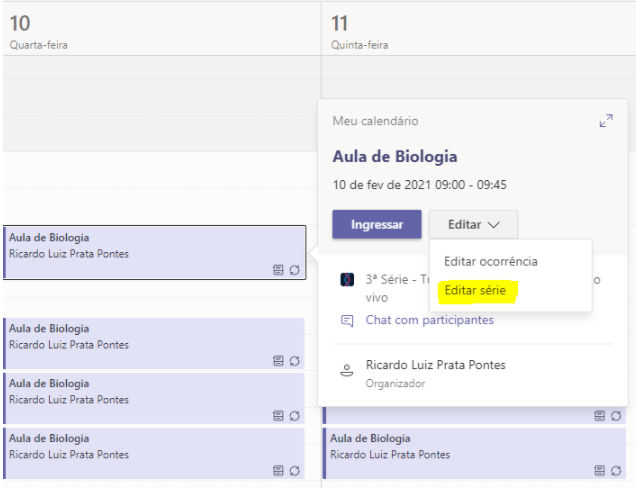 10
Quarta-feira
11
Quinta-feira
Meu calendário
Aula de Biologia
10 de fev de 2021 09:00 - 09:45
Ingressar
Editar
Editar ocorrência
Editar série
3ª Série - T
o
vivo
Chat com participantes
Ricardo Luiz Prata Pontes
Organizador
Aula de Biologia
Ricardo Luiz Prata Pontes
Aula de Biologia
Ricardo Luiz Prata Pontes
Aula de Biologia
Ricardo Luiz Prata Pontes
Aula de Biologia
Ricardo Luiz Prata Pontes
Aula de Biologia
Ricardo Luiz Prata Pontes